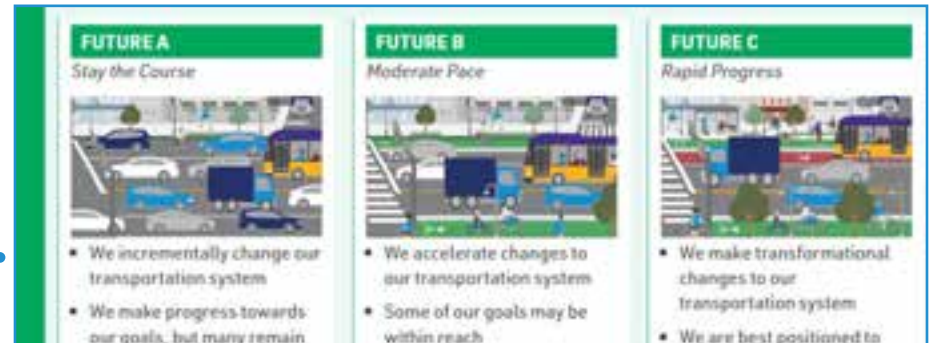 FUTURE A
Stay the Course
• We incrementally change our
transportation system
• We make progress towards
our goals, but many remain
FUTURE B
Moderate Pace
• We accelerate changes to
our transportation system
• Some of our goals may be
within reach
FUTURE C
Rapid Progress
• We make transformational
changes to our
transportation system
• We are best positioned to